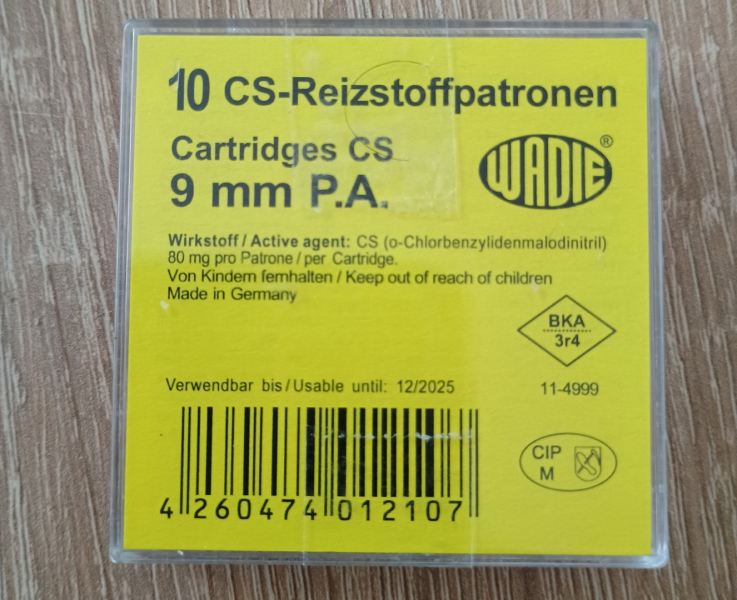 10 CS-Reizstoffpatronen
Cartridges CS
9 mm P.A.
WADIE®
Wirkstoff / Active agent: CS (o-Chlorbenzylidenmalodinitril)
80 mg pro Patrone / per Cartridge.
Von Kindern fernhalten / Keep out of reach of children
Made in Germany
BKA
3r4
Verwendbar bis / Usable until: 12/2025
11-4999
CIP
M
4 260474 012107